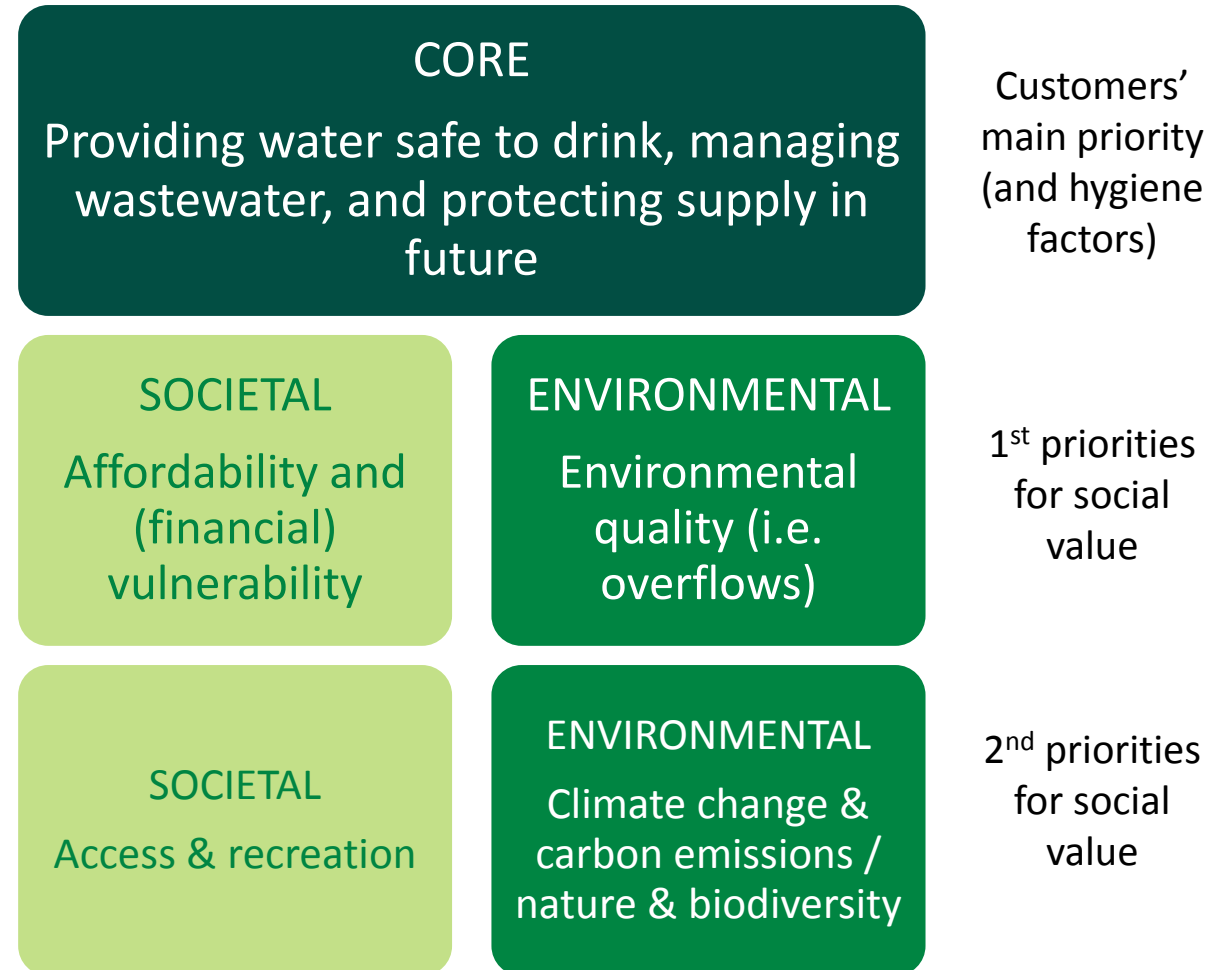 CORE
Providing water safe to drink, managing
wastewater, and protecting supply in
future
Customers’
main priority
(and hygiene
factors)
SOCIETAL
Affordability and
(financial)
vulnerability
ENVIRONMENTAL
Environmental
quality (i.e.
overflows)
1st priorities
for social
value
SOCIETAL
Access & recreation
ENVIRONMENTAL
Climate change &
carbon emissions /
nature & biodiversity
2nd priorities
for social
value